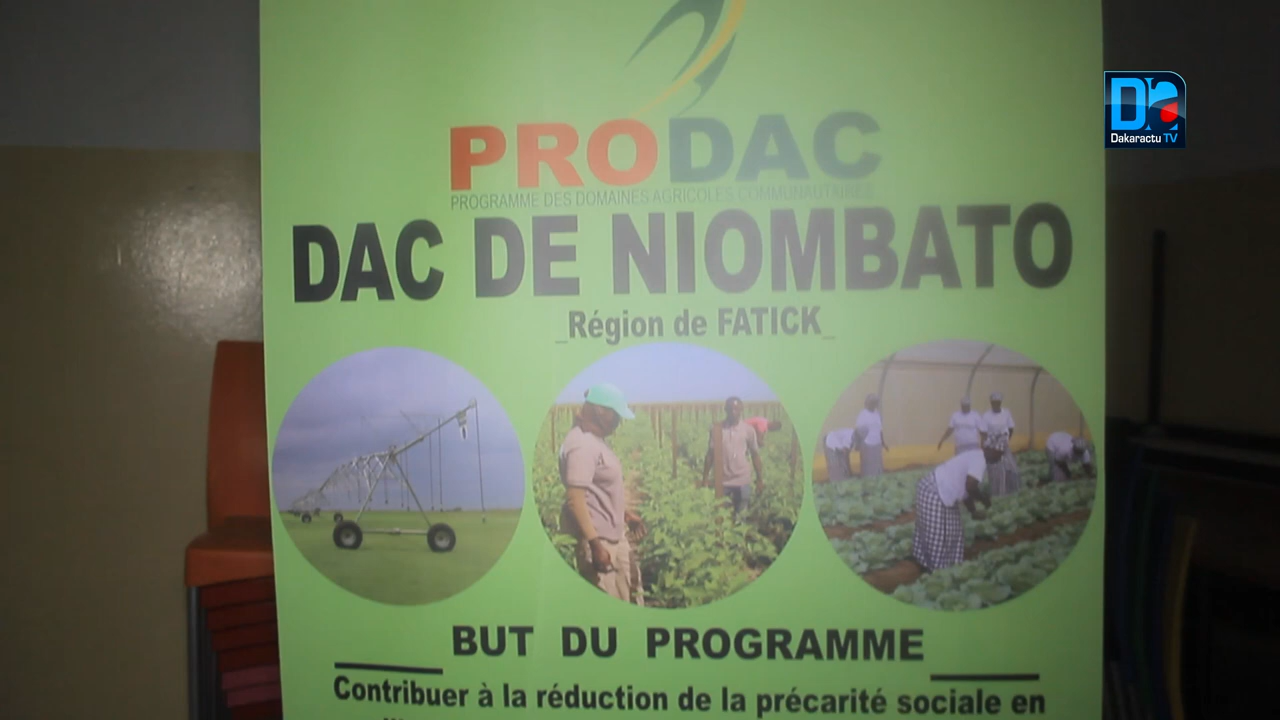 PRODAC
PROGRAMME DES DOMAINES AGRICOLES COMMUNAUTAIRES
DAC DE NIOMBATO
_Région de FATICK_
BUT DU PROGRAMME
Contribuer à la réduction de la précarité sociale en
Dakaractu TV